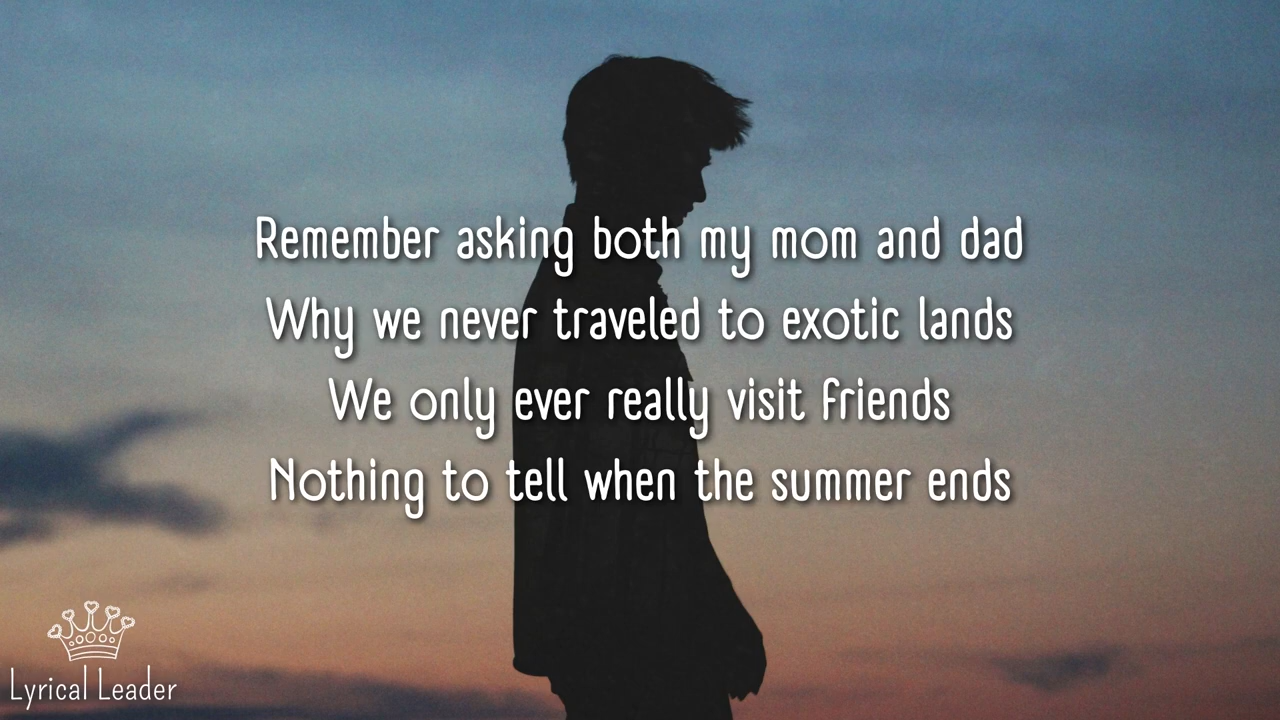 Remember asking both my mom and dad
Why we never traveled to exotic lands
We only ever really visit friends
Nothing to tell when the summer ends
Lyrical Leader